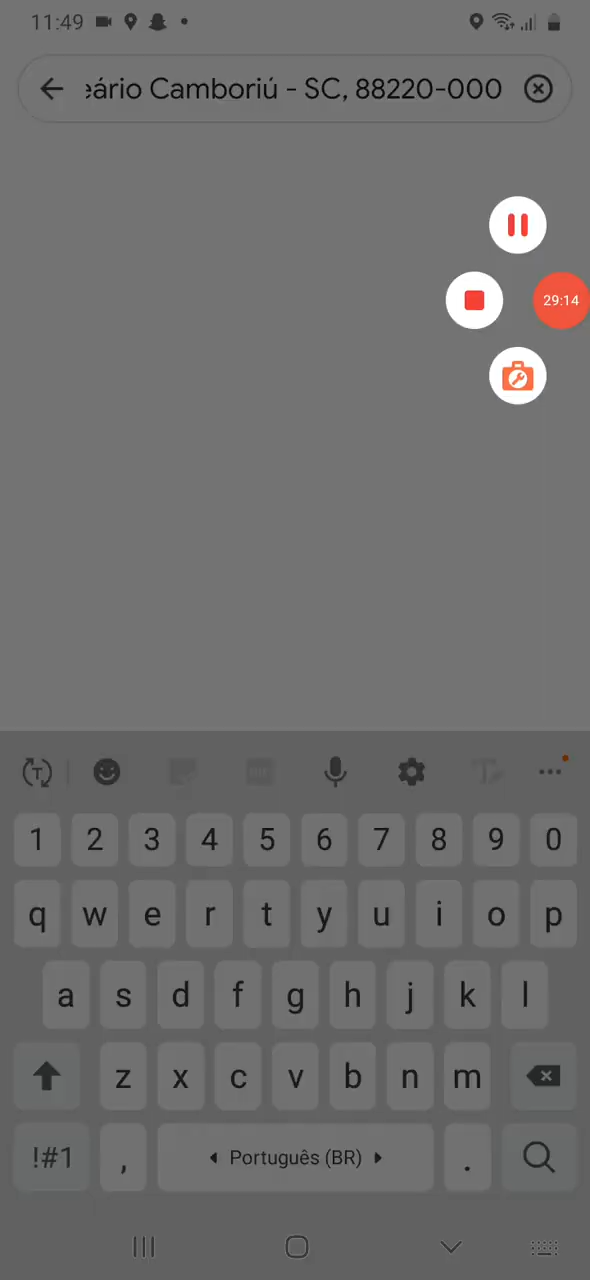 11:49
eário Camboriú - SC, 88220-000
29:14
1 2 3 4 5 6 7 8 9 0
q w e r t y u i o p
a s d f g h j k l
z x c v b n m
!#1 , Português (BR) .